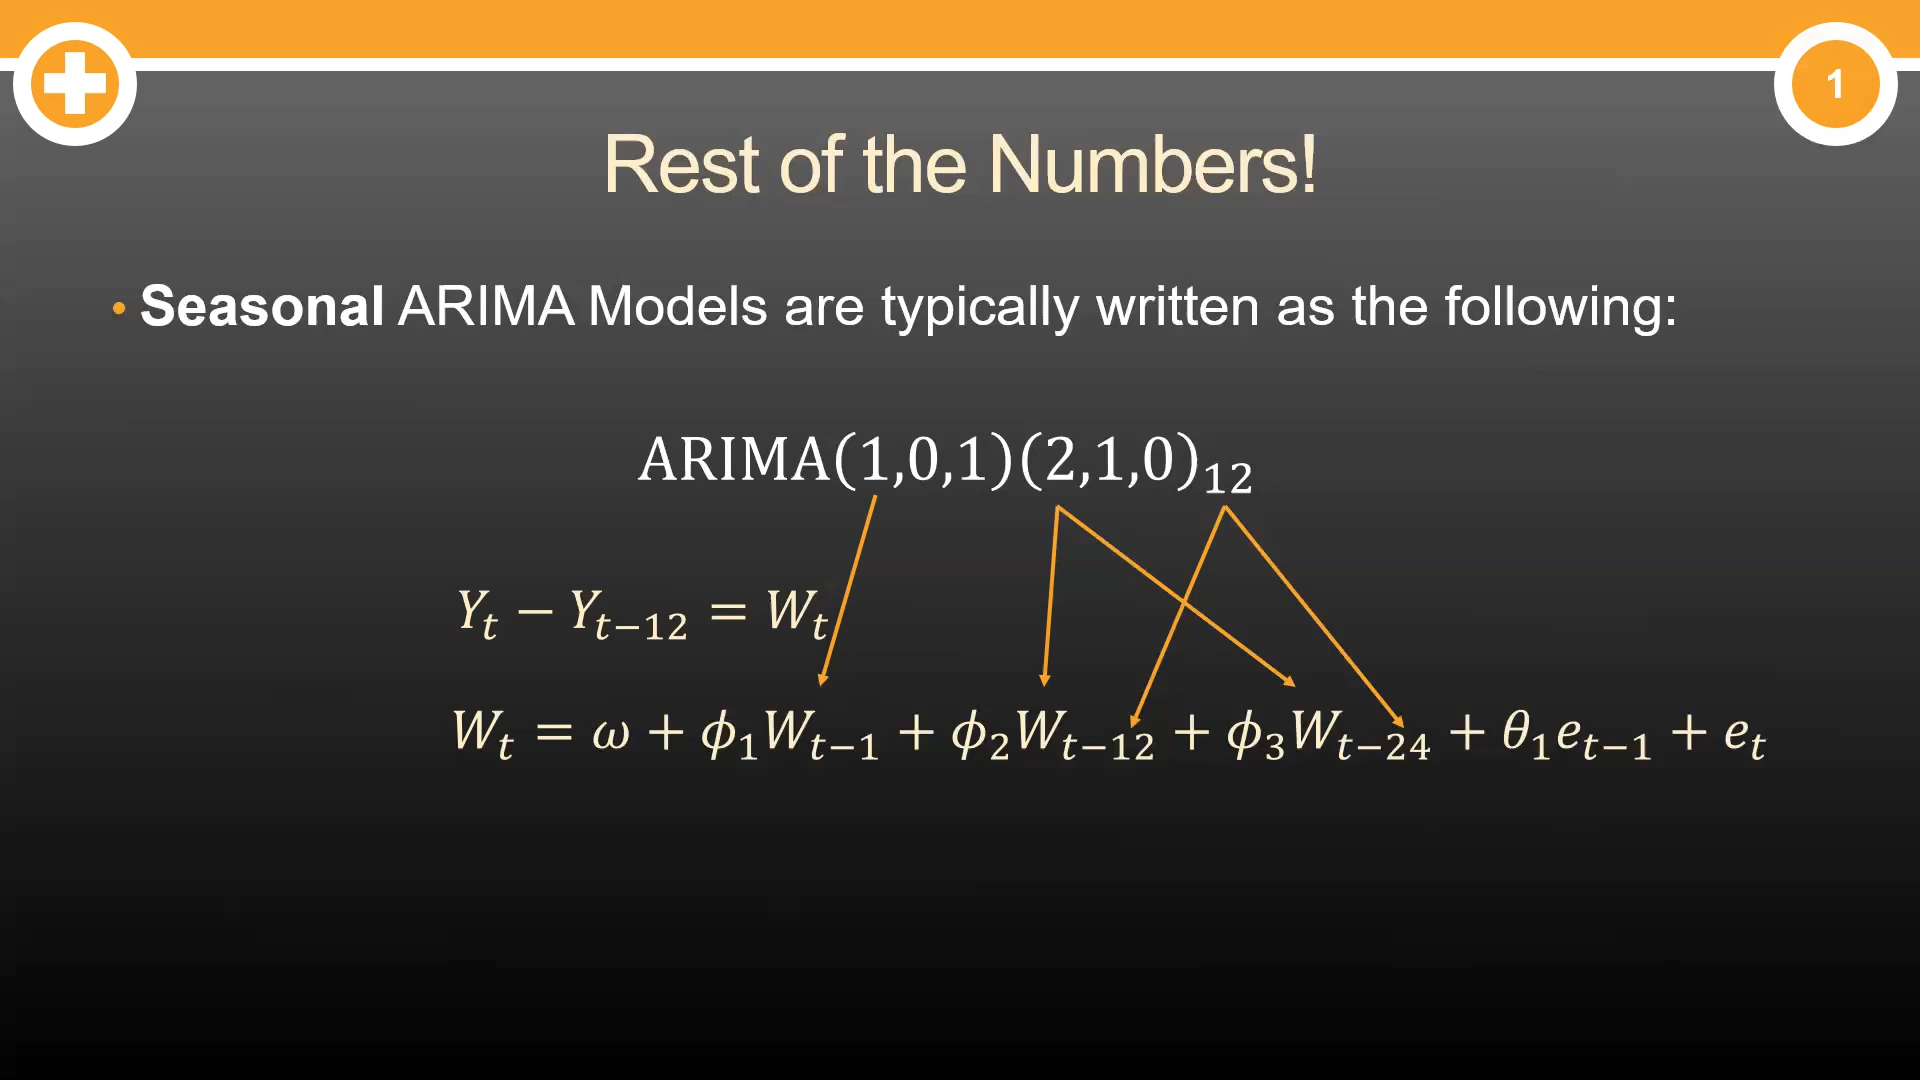 1
Rest of the Numbers!
• Seasonal ARIMA Models are typically written as the following:
ARIMA(1,0,1)(2,1,0)₁₂
Yₜ − Yₜ₋₁₂ = Wₜ
Wₜ = ω + ϕ₁Wₜ₋₁ + ϕ₂Wₜ₋₁₂ + ϕ₃Wₜ₋₂₄ + θ₁eₜ₋₁ + eₜ